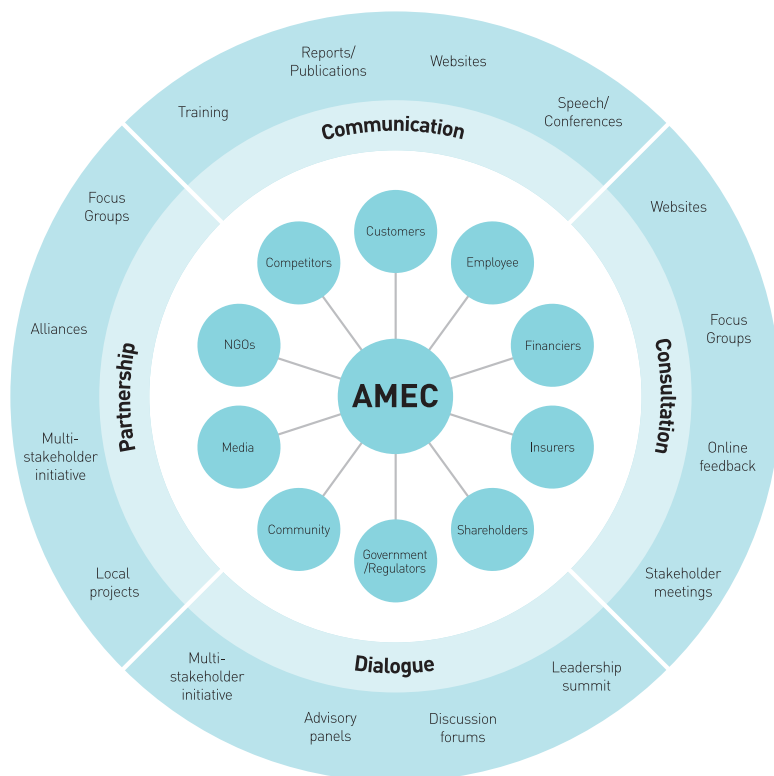 Reports/
Publications
Websites
Training
Speech/
Conferences
Communication
Focus
Groups
Websites
Customers
Competitors
Employee
Alliances
NGOs
Financiers
Focus
Groups
Partnership
AMEC
Consultation
Multi-
stakeholder
initiative
Media
Insurers
Online
feedback
Community
Shareholders
Government
/Regulators
Local
projects
Stakeholder
meetings
Dialogue
Multi-
stakeholder
initiative
Leadership
summit
Advisory
panels
Discussion
forums